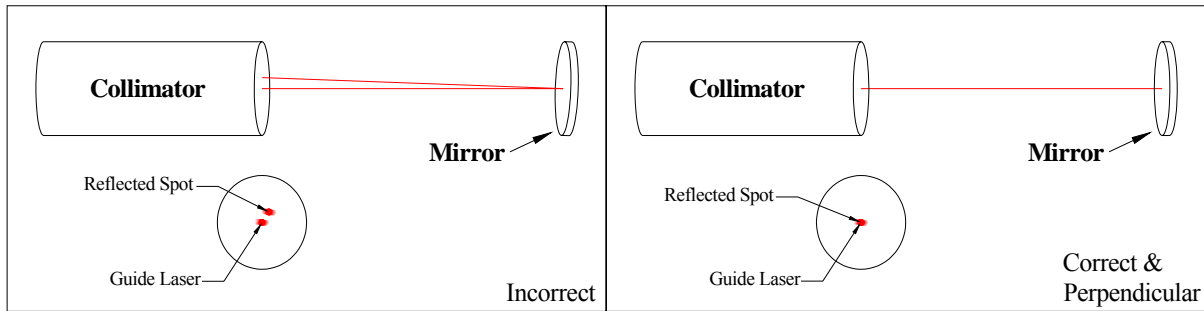 Collimator
Mirror
Reflected Spot
Guide Laser
Incorrect
Collimator
Mirror
Reflected Spot
Guide Laser
Correct &
Perpendicular